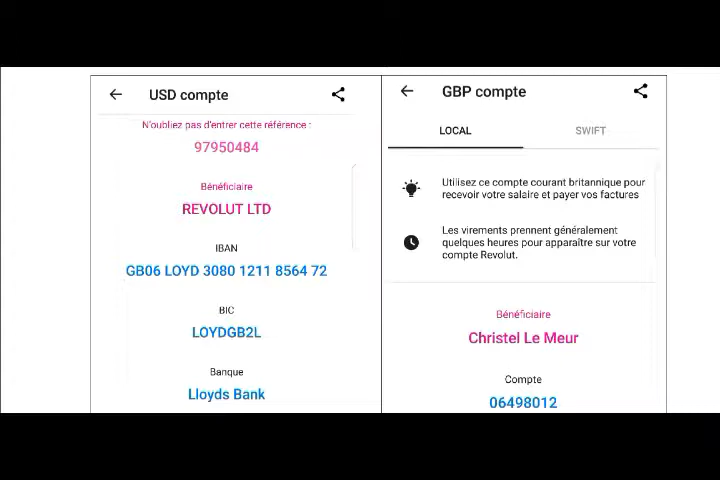 USD compte
N'oubliez pas d'entrer cette référence :
97950484
Bénéficiaire
REVOLUT LTD
IBAN
GB06 LOYD 3080 1211 8564 72
BIC
LOYDGB2L
Banque
Lloyds Bank
GBP compte
LOCAL
SWIFT
Utilisez ce compte courant britannique pour
recevoir votre salaire et payer vos factures
Les virements prennent généralement
quelques heures pour apparaître sur votre
compte Revolut.
Bénéficiaire
Christel Le Meur
Compte
06498012